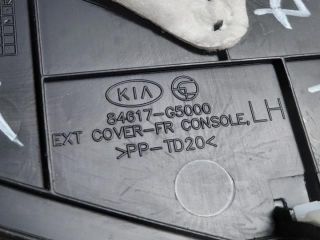 KIA
84617-G5000
EXT COVER-FR CONSOLE, LH
>PP-TD20<